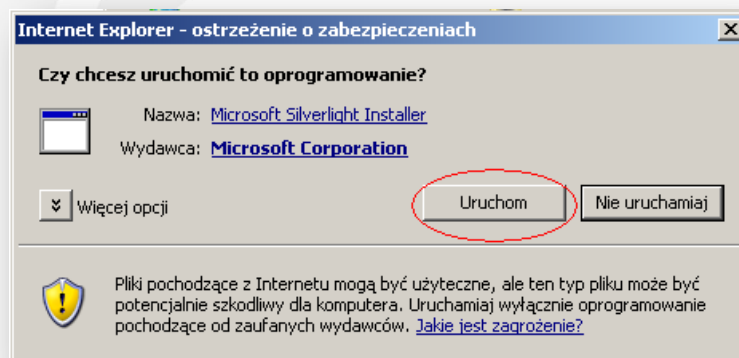 Internet Explorer - ostrzeżenie o zabezpieczeniach
Czy chcesz uruchomić to oprogramowanie?
Nazwa: Microsoft Silverlight Installer
Wydawca: Microsoft Corporation
Więcej opcji
Uruchom
Nie uruchamiaj
Pliki pochodzące z Internetu mogą być użyteczne, ale ten typ pliku może być
potencjalnie szkodliwy dla komputera. Uruchamiaj wyłącznie oprogramowanie
pochodzące od zaufanych wydawców. Jakie jest zagrożenie?